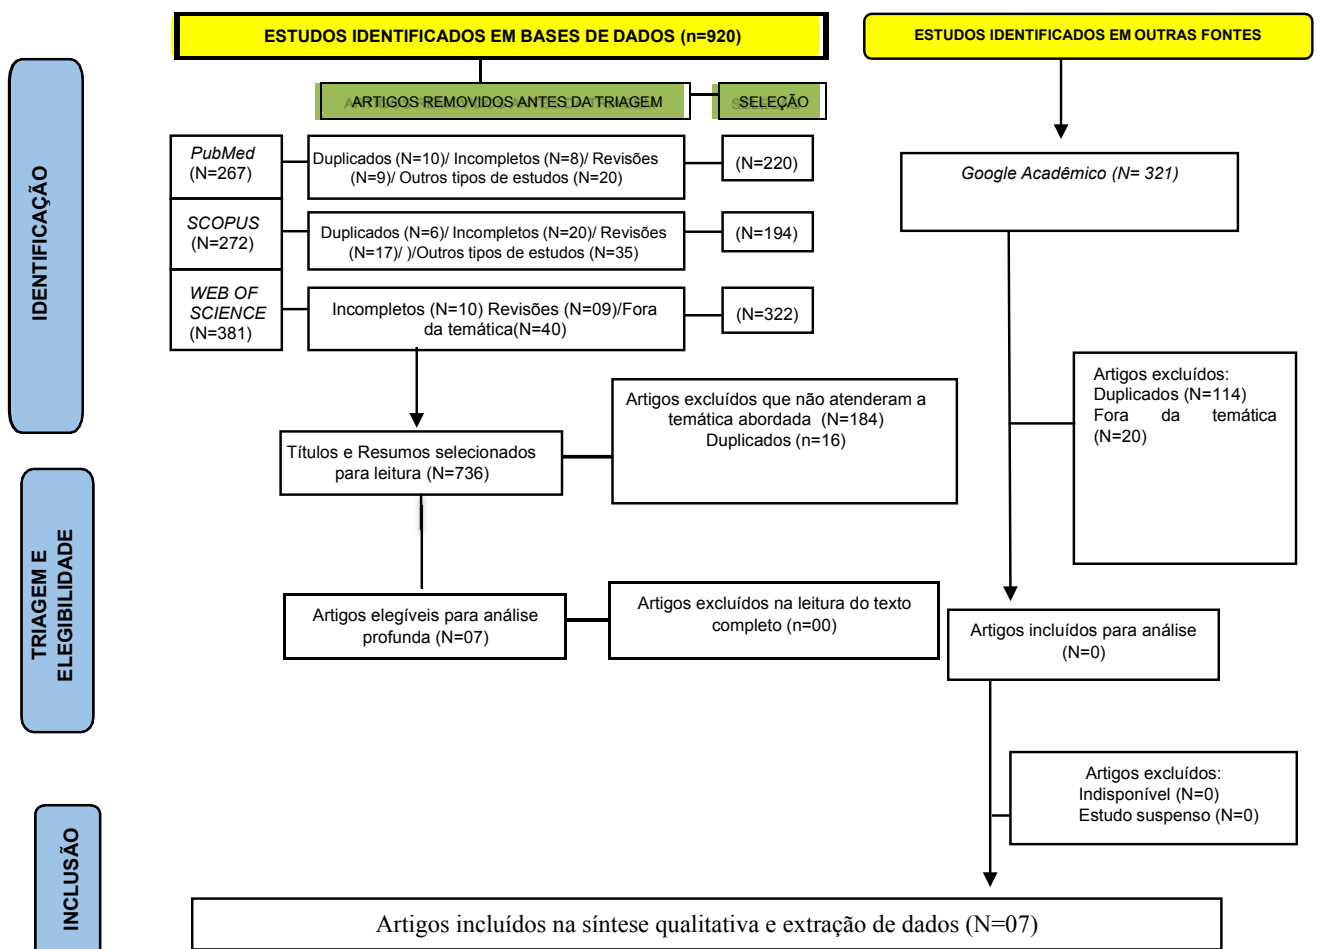 ESTUDOS IDENTIFICADOS EM BASES DE DADOS (n=920)
ESTUDOS IDENTIFICADOS EM OUTRAS FONTES
ARTIGOS REMOVIDOS ANTES DA TRIAGEM
SELEÇÃO
IDENTIFICAÇÃO
PubMed
(N=267)
Duplicados (N=10)/ Incompletos (N=8)/ Revisões
(N=9)/ Outros tipos de estudos (N=20)
(N=220)
Google Acadêmico (N= 321)
SCOPUS
(N=272)
Duplicados (N=6)/ Incompletos (N=20)/ Revisões
(N=17)/ )/Outros tipos de estudos (N=35)
(N=194)
WEB OF
SCIENCE
(N=381)
Incompletos (N=10) Revisões (N=09)/Fora
da temática(N=40)
(N=322)
Artigos excluídos:
Duplicados (N=114)
Fora da temática
(N=20)
Artigos excluídos que não atenderam a
temática abordada (N=184)
Duplicados (n=16)
Títulos e Resumos selecionados
para leitura (N=736)
TRIAGEM E
ELEGIBILIDADE
Artigos elegíveis para análise
profunda (N=07)
Artigos excluídos na leitura do texto
completo (n=00)
Artigos incluídos para análise
(N=0)
Artigos excluídos:
Indisponível (N=0)
Estudo suspenso (N=0)
INCLUSÃO
Artigos incluídos na síntese qualitativa e extração de dados (N=07)